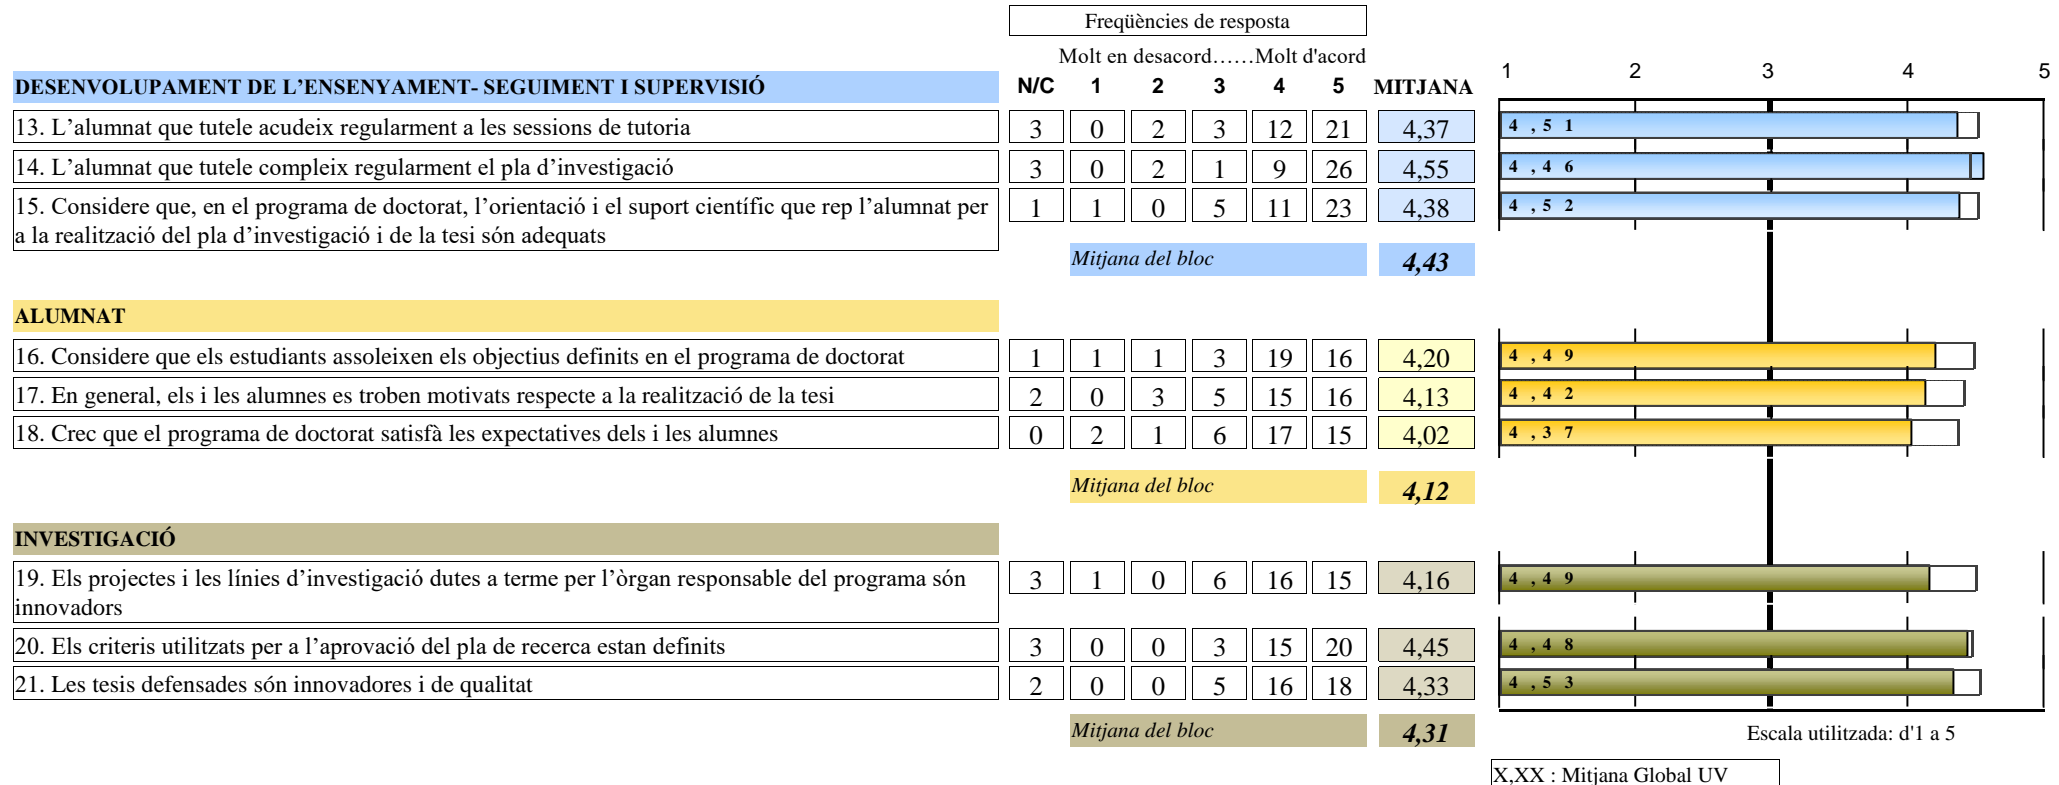 Freqüències de resposta
Molt en desacord……Molt d'acord
DESENVOLUPAMENT DE L’ENSENYAMENT- SEGUIMENT I SUPERVISIÓ N/C 1 2 3 4 5 MITJANA 1 2 3 4 5
13. L’alumnat que tutele acudeix regularment a les sessions de tutoria 3 0 2 3 12 21 4,37 4,51
14. L’alumnat que tutele compleix regularment el pla d’investigació 3 0 2 1 9 26 4,55 4,46
15. Considere que, en el programa de doctorat, l’orientació i el suport científic que rep l’alumnat per 1 1 0 5 11 23 4,38 4,52
a la realització del pla d’investigació i de la tesi són adequats
Mitjana del bloc 4,43
ALUMNAT
16. Considere que els estudiants assoleixen els objectius definits en el programa de doctorat 1 1 1 3 19 16 4,20 4,49
17. En general, els i les alumnes es troben motivats respecte a la realització de la tesi 2 0 3 5 15 16 4,13 4,42
18. Crec que el programa de doctorat satisfà les expectatives dels i les alumnes 0 2 1 6 17 15 4,02 4,37
Mitjana del bloc 4,12
INVESTIGACIÓ
19. Els projectes i les línies d’investigació dutes a terme per l’òrgan responsable del programa són 3 1 0 6 16 15 4,16 4,49
innovadors
20. Els criteris utilitzats per a l’aprovació del pla de recerca estan definits 3 0 0 3 15 20 4,45 4,48
21. Les tesis defensades són innovadores i de qualitat 2 0 0 5 16 18 4,33 4,53
Mitjana del bloc 4,31
Escala utilitzada: d'1 a 5
X,XX : Mitjana Global UV